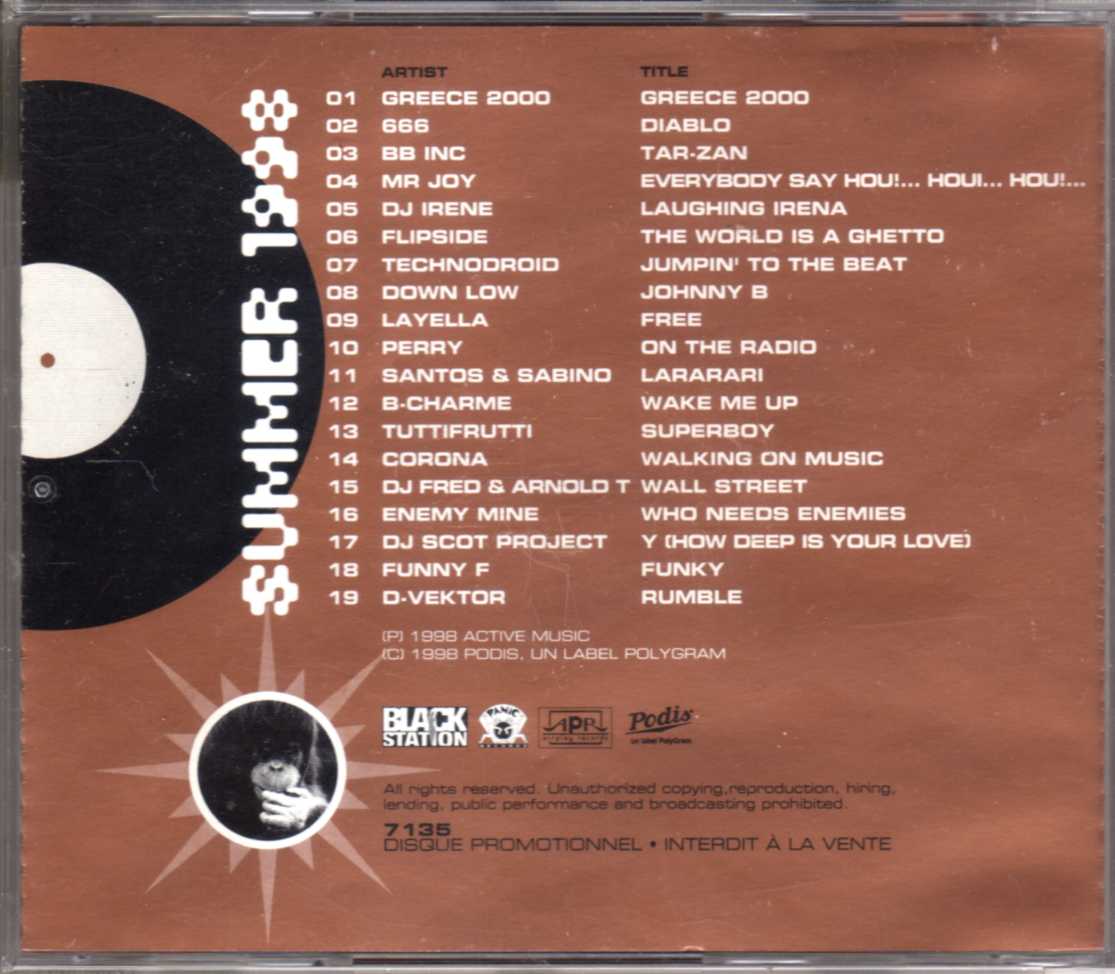 SUMMER 1998
ARTIST TITLE
01 GREECE 2000 GREECE 2000
02 666 DIABLO
03 BB INC TAR-ZAN
04 MR JOY EVERYBODY SAY HOU!... HOUI... HOU!...
05 DJ IRENE LAUGHING IRENA
06 FLIPSIDE THE WORLD IS A GHETTO
07 TECHNODROID JUMPIN' TO THE BEAT
08 DOWN LOW JOHNNY B
09 LAYELLA FREE
10 PERRY ON THE RADIO
11 SANTOS & SABINO LARARARI
12 B-CHARME WAKE ME UP
13 TUTTIFRUTTI SUPERBOY
14 CORONA WALKING ON MUSIC
15 DJ FRED & ARNOLD T WALL STREET
16 ENEMY MINE WHO NEEDS ENEMIES
17 DJ SCOT PROJECT Y (HOW DEEP IS YOUR LOVE)
18 FUNNY F FUNKY
19 D-VEKTOR RUMBLE
(P) 1998 ACTIVE MUSIC
(C) 1998 PODIS, UN LABEL POLYGRAM
BLACK STATION
PANIC RECORDS
APR airplay records
Podis
Un label PolyGram
All rights reserved. Unauthorized copying,reproduction, hiring,
lending, public performance and broadcasting prohibited.
7135
DISQUE PROMOTIONNEL • INTERDIT À LA VENTE